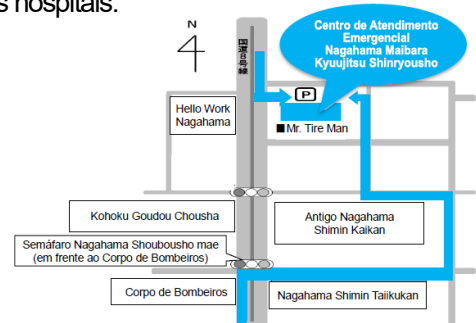 s hospitais.
N
国道8号線
Centro de Atendimento
Emergencial
Nagahama Maibara
Kyuujitsu Shinryousho
P
Hello Work
Nagahama
■Mr. Tire Man
Kohoku Goudou Chousha
Antigo Nagahama
Shimin Kaikan
Semáfaro Nagahama Shoubousho mae
(em frente ao Corpo de Bombeiros)
Corpo de Bombeiros
Nagahama Shimin Taiikukan